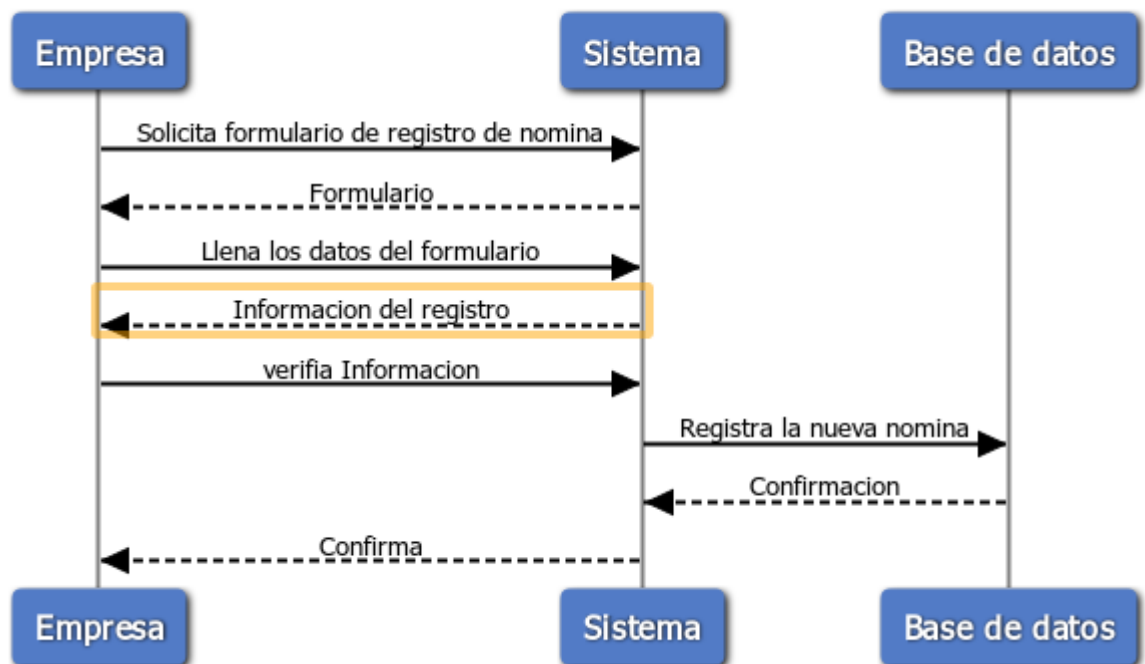 Empresa
Sistema
Base de datos
Solicita formulario de registro de nomina
Formulario
Llena los datos del formulario
Informacion del registro
verifia Informacion
Registra la nueva nomina
Confirmacion
Confirma
Empresa
Sistema
Base de datos